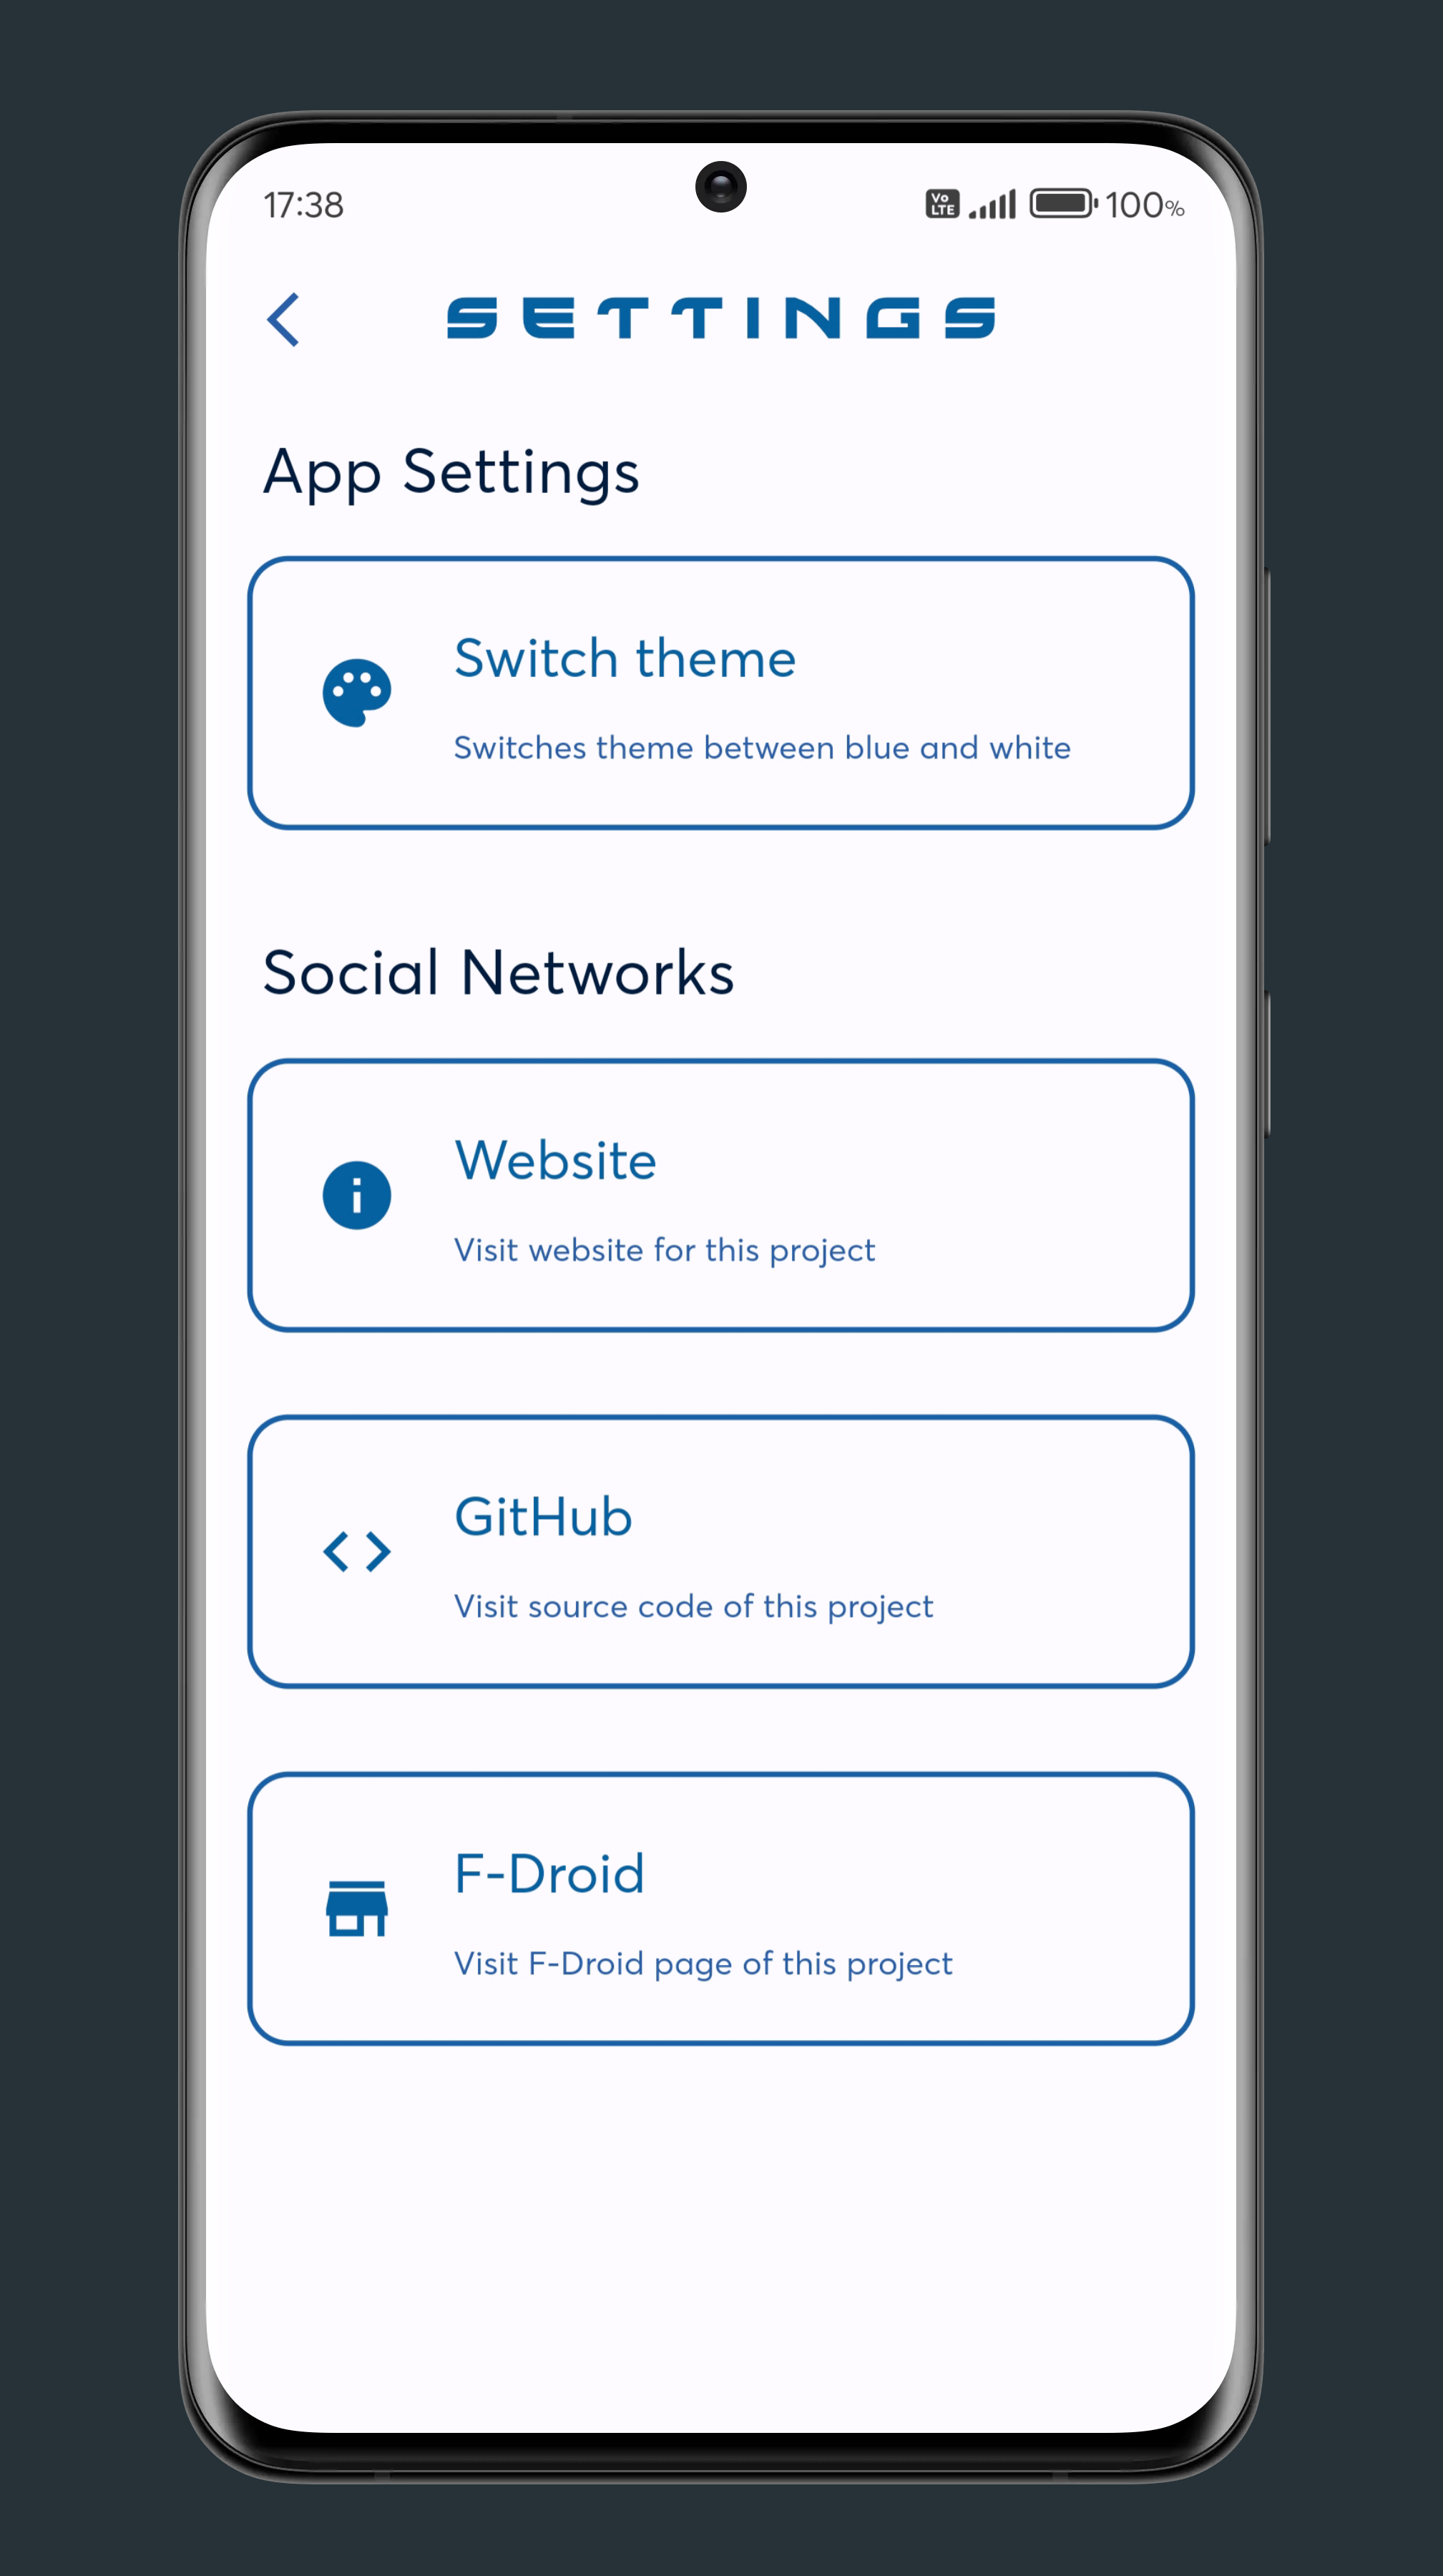 17:38 Vo LTE 100%
SETTINGS
App Settings
Switch theme
Switches theme between blue and white
Social Networks
Website
Visit website for this project
GitHub
Visit source code of this project
F-Droid
Visit F-Droid page of this project